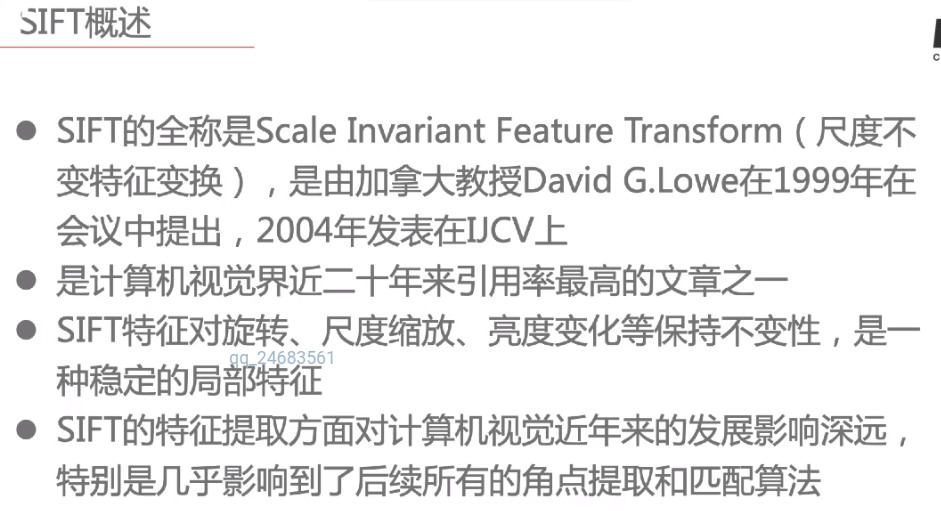 SIFT概述
● SIFT的全称是Scale Invariant Feature Transform（尺度不
变特征变换），是由加拿大教授David G.Lowe在1999年在
会议中提出，2004年发表在IJCV上
● 是计算机视觉界近二十年来引用率最高的文章之一
● SIFT特征对旋转、尺度缩放、亮度变化等保持不变性，是一
qq_24683561
种稳定的局部特征
● SIFT的特征提取方面对计算机视觉近年来的发展影响深远，
特别是几乎影响到了后续所有的角点提取和匹配算法